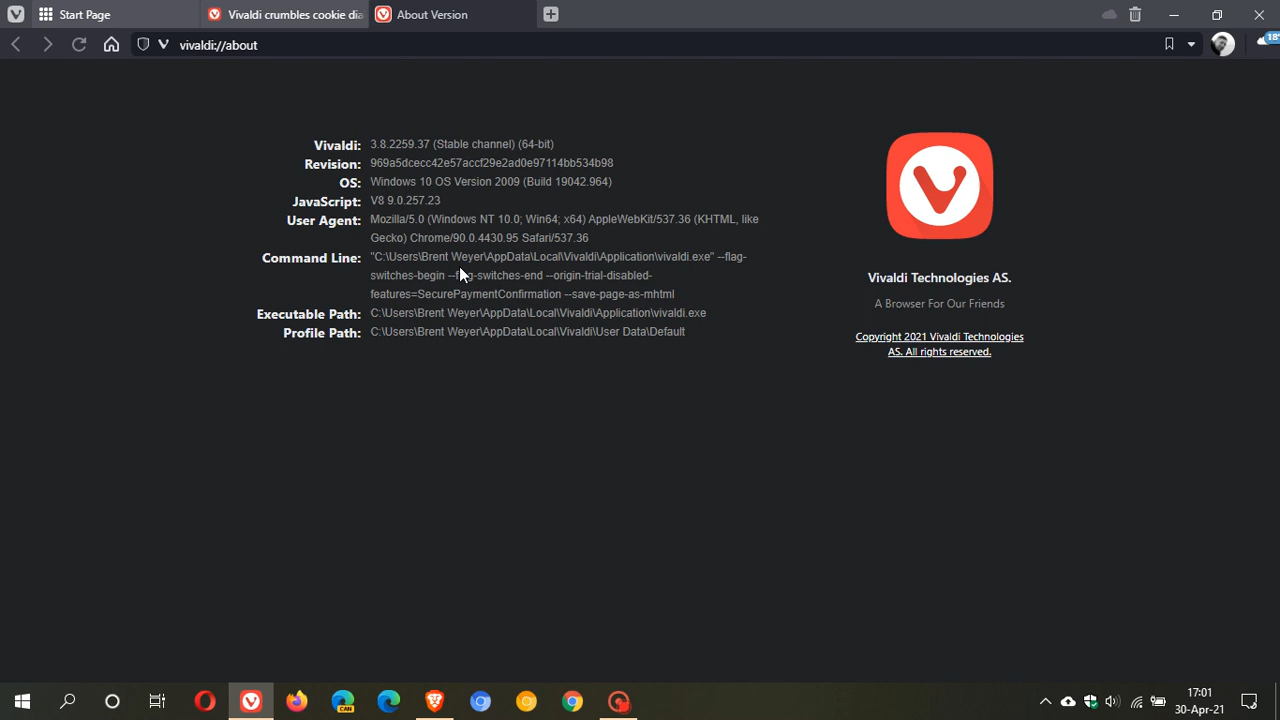 Start Page
Vivaldi crumbles cookie dia
About Version
vivaldi://about
18°
Vivaldi: 3.8.2259.37 (Stable channel) (64-bit)
Revision: 969a5dcecc42e57accf29e2ad0e97114bb534b98
OS: Windows 10 OS Version 2009 (Build 19042.964)
JavaScript: V8 9.0.257.23
User Agent: Mozilla/5.0 (Windows NT 10.0; Win64; x64) AppleWebKit/537.36 (KHTML, like
Gecko) Chrome/90.0.4430.95 Safari/537.36
Command Line: "C:\Users\Brent Weyer\AppData\Local\Vivaldi\Application\vivaldi.exe" --flag-
switches-begin --flag-switches-end --origin-trial-disabled-
features=SecurePaymentConfirmation --save-page-as-mhtml
Executable Path: C:\Users\Brent Weyer\AppData\Local\Vivaldi\Application\vivaldi.exe
Profile Path: C:\Users\Brent Weyer\AppData\Local\Vivaldi\User Data\Default
Vivaldi Technologies AS.
A Browser For Our Friends
Copyright 2021 Vivaldi Technologies
AS. All rights reserved.
CAN
17:01
30-Apr-21